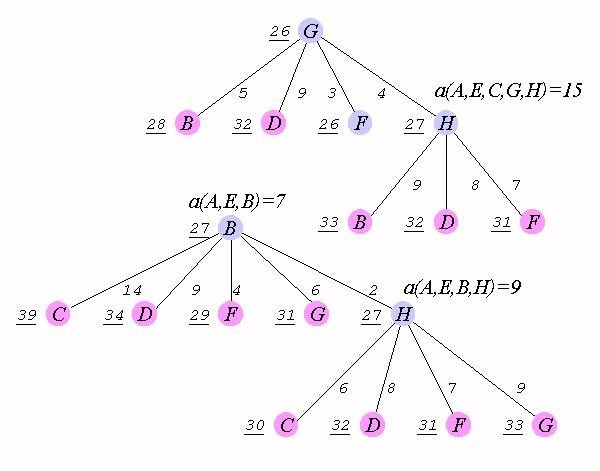 26 G
5 9 3 4
a(A,E,C,G,H)=15
28 B 32 D 26 F 27 H
9 8 7
a(A,E,B)=7
33 B 32 D 31 F
27 B
14 9 4 6 2
a(A,E,B,H)=9
39 C 34 D 29 F 31 G 27 H
6 8 7 9
30 C 32 D 31 F 33 G